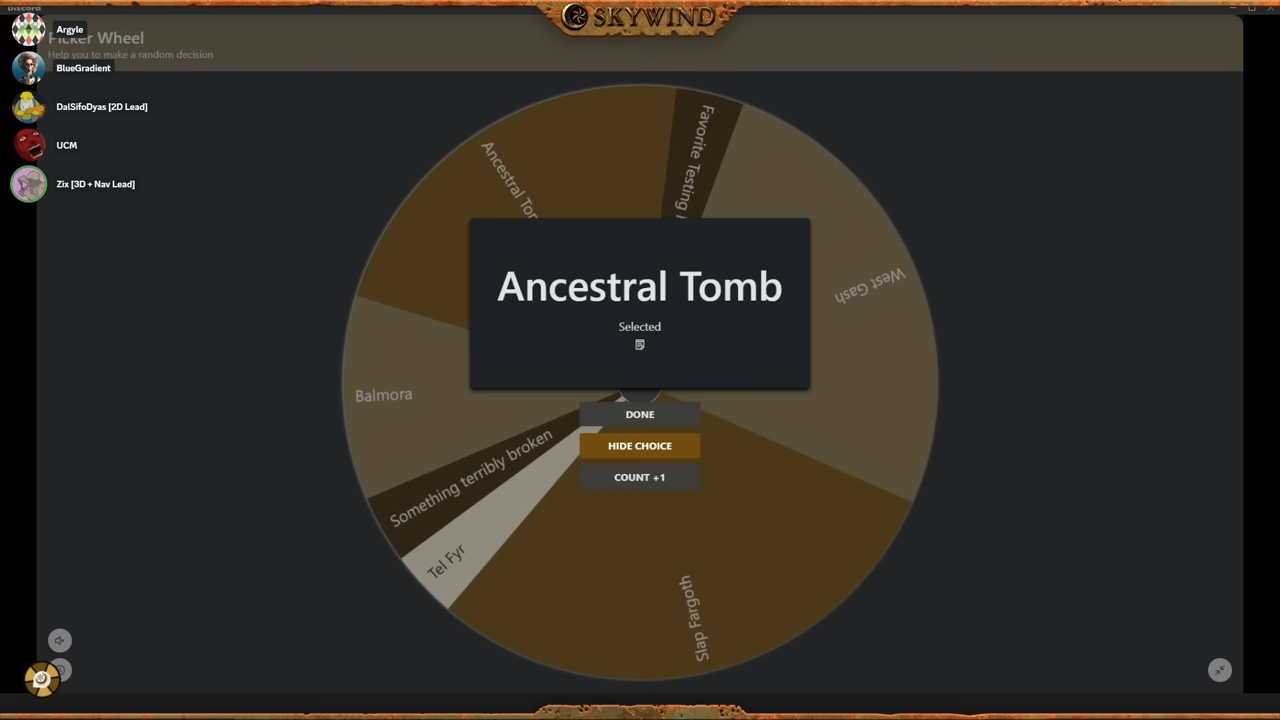 Discord
SKYWIND
Argyle
Picker Wheel
Help you to make a random decision
BlueGradient
DalSifoDyas [2D Lead]
UCM
Zix [3D + Nav Lead]
Favorite Testing
West Gash
Slap Fargoth
Tel Fyr
Something terribly broken
Balmora
Ancestral
Ancestral Tomb
Selected
DONE
HIDE CHOICE
COUNT +1